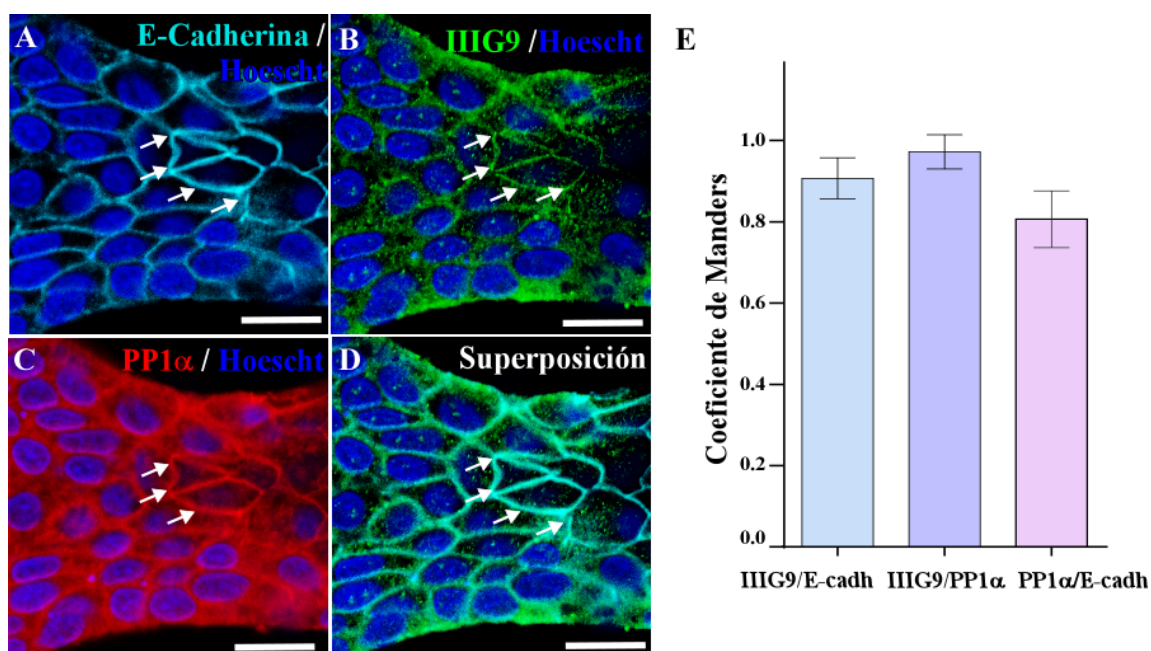 A
E-Cadherina /
Hoescht
B
IIIG9 /Hoescht
C
PP1α / Hoescht
D
Superposición
E
Coeficiente de Manders
1.0
0.8
0.6
0.4
0.2
0.0
IIIG9/E-cadh
IIIG9/PP1α
PP1α/E-cadh